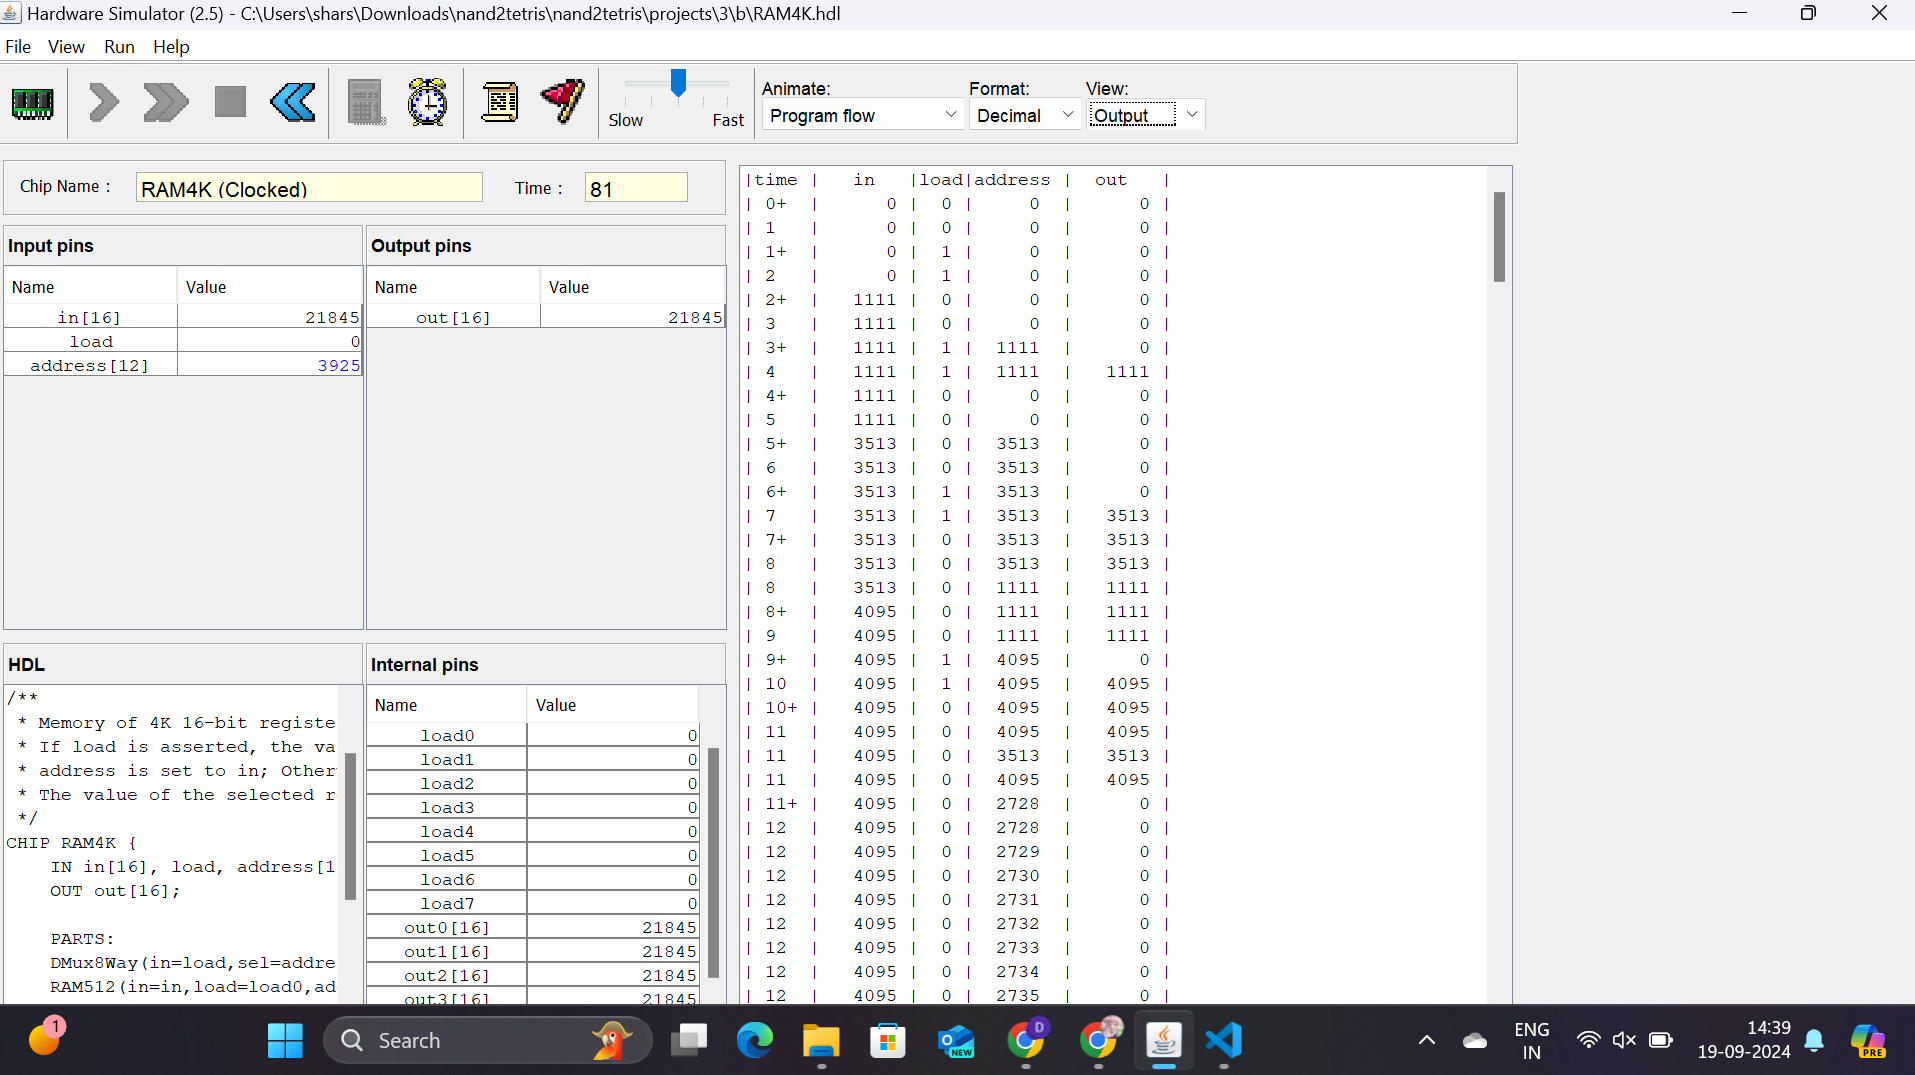 Hardware Simulator (2.5) - C:\Users\shars\Downloads\nand2tetris\nand2tetris\projects\3\b\RAM4K.hdl
File View Run Help
Slow Fast
Animate: Format: View:
Program flow Decimal Output
Chip Name : RAM4K (Clocked) Time : 81
Input pins
Name Value
in[16] 21845
load 0
address[12] 3925
Output pins
Name Value
out[16] 21845
HDL
/**
* Memory of 4K 16-bit registe
* If load is asserted, the va
* address is set to in; Other
* The value of the selected r
*/
CHIP RAM4K {
IN in[16], load, address[1
OUT out[16];
PARTS:
DMux8Way(in=load,sel=addre
RAM512(in=in,load=load0,ad
Internal pins
Name Value
load0 0
load1 0
load2 0
load3 0
load4 0
load5 0
load6 0
load7 0
out0[16] 21845
out1[16] 21845
out2[16] 21845
out3[16] 21845
|time | in |load|address | out |
| 0+ | 0 | 0 | 0 | 0 |
| 1 | 0 | 0 | 0 | 0 |
| 1+ | 0 | 1 | 0 | 0 |
| 2 | 0 | 1 | 0 | 0 |
| 2+ | 1111 | 0 | 0 | 0 |
| 3 | 1111 | 0 | 0 | 0 |
| 3+ | 1111 | 1 | 1111 | 0 |
| 4 | 1111 | 1 | 1111 | 1111 |
| 4+ | 1111 | 0 | 0 | 0 |
| 5 | 1111 | 0 | 0 | 0 |
| 5+ | 3513 | 0 | 3513 | 0 |
| 6 | 3513 | 0 | 3513 | 0 |
| 6+ | 3513 | 1 | 3513 | 0 |
| 7 | 3513 | 1 | 3513 | 3513 |
| 7+ | 3513 | 0 | 3513 | 3513 |
| 8 | 3513 | 0 | 3513 | 3513 |
| 8 | 3513 | 0 | 1111 | 1111 |
| 8+ | 4095 | 0 | 1111 | 1111 |
| 9 | 4095 | 0 | 1111 | 1111 |
| 9+ | 4095 | 1 | 4095 | 0 |
| 10 | 4095 | 1 | 4095 | 4095 |
| 10+ | 4095 | 0 | 4095 | 4095 |
| 11 | 4095 | 0 | 4095 | 4095 |
| 11 | 4095 | 0 | 3513 | 3513 |
| 11 | 4095 | 0 | 4095 | 4095 |
| 11+ | 4095 | 0 | 2728 | 0 |
| 12 | 4095 | 0 | 2728 | 0 |
| 12 | 4095 | 0 | 2729 | 0 |
| 12 | 4095 | 0 | 2730 | 0 |
| 12 | 4095 | 0 | 2731 | 0 |
| 12 | 4095 | 0 | 2732 | 0 |
| 12 | 4095 | 0 | 2733 | 0 |
| 12 | 4095 | 0 | 2734 | 0 |
| 12 | 4095 | 0 | 2735 | 0 |
1
Search
NEW
D
ENG
IN
14:39
19-09-2024
PRE